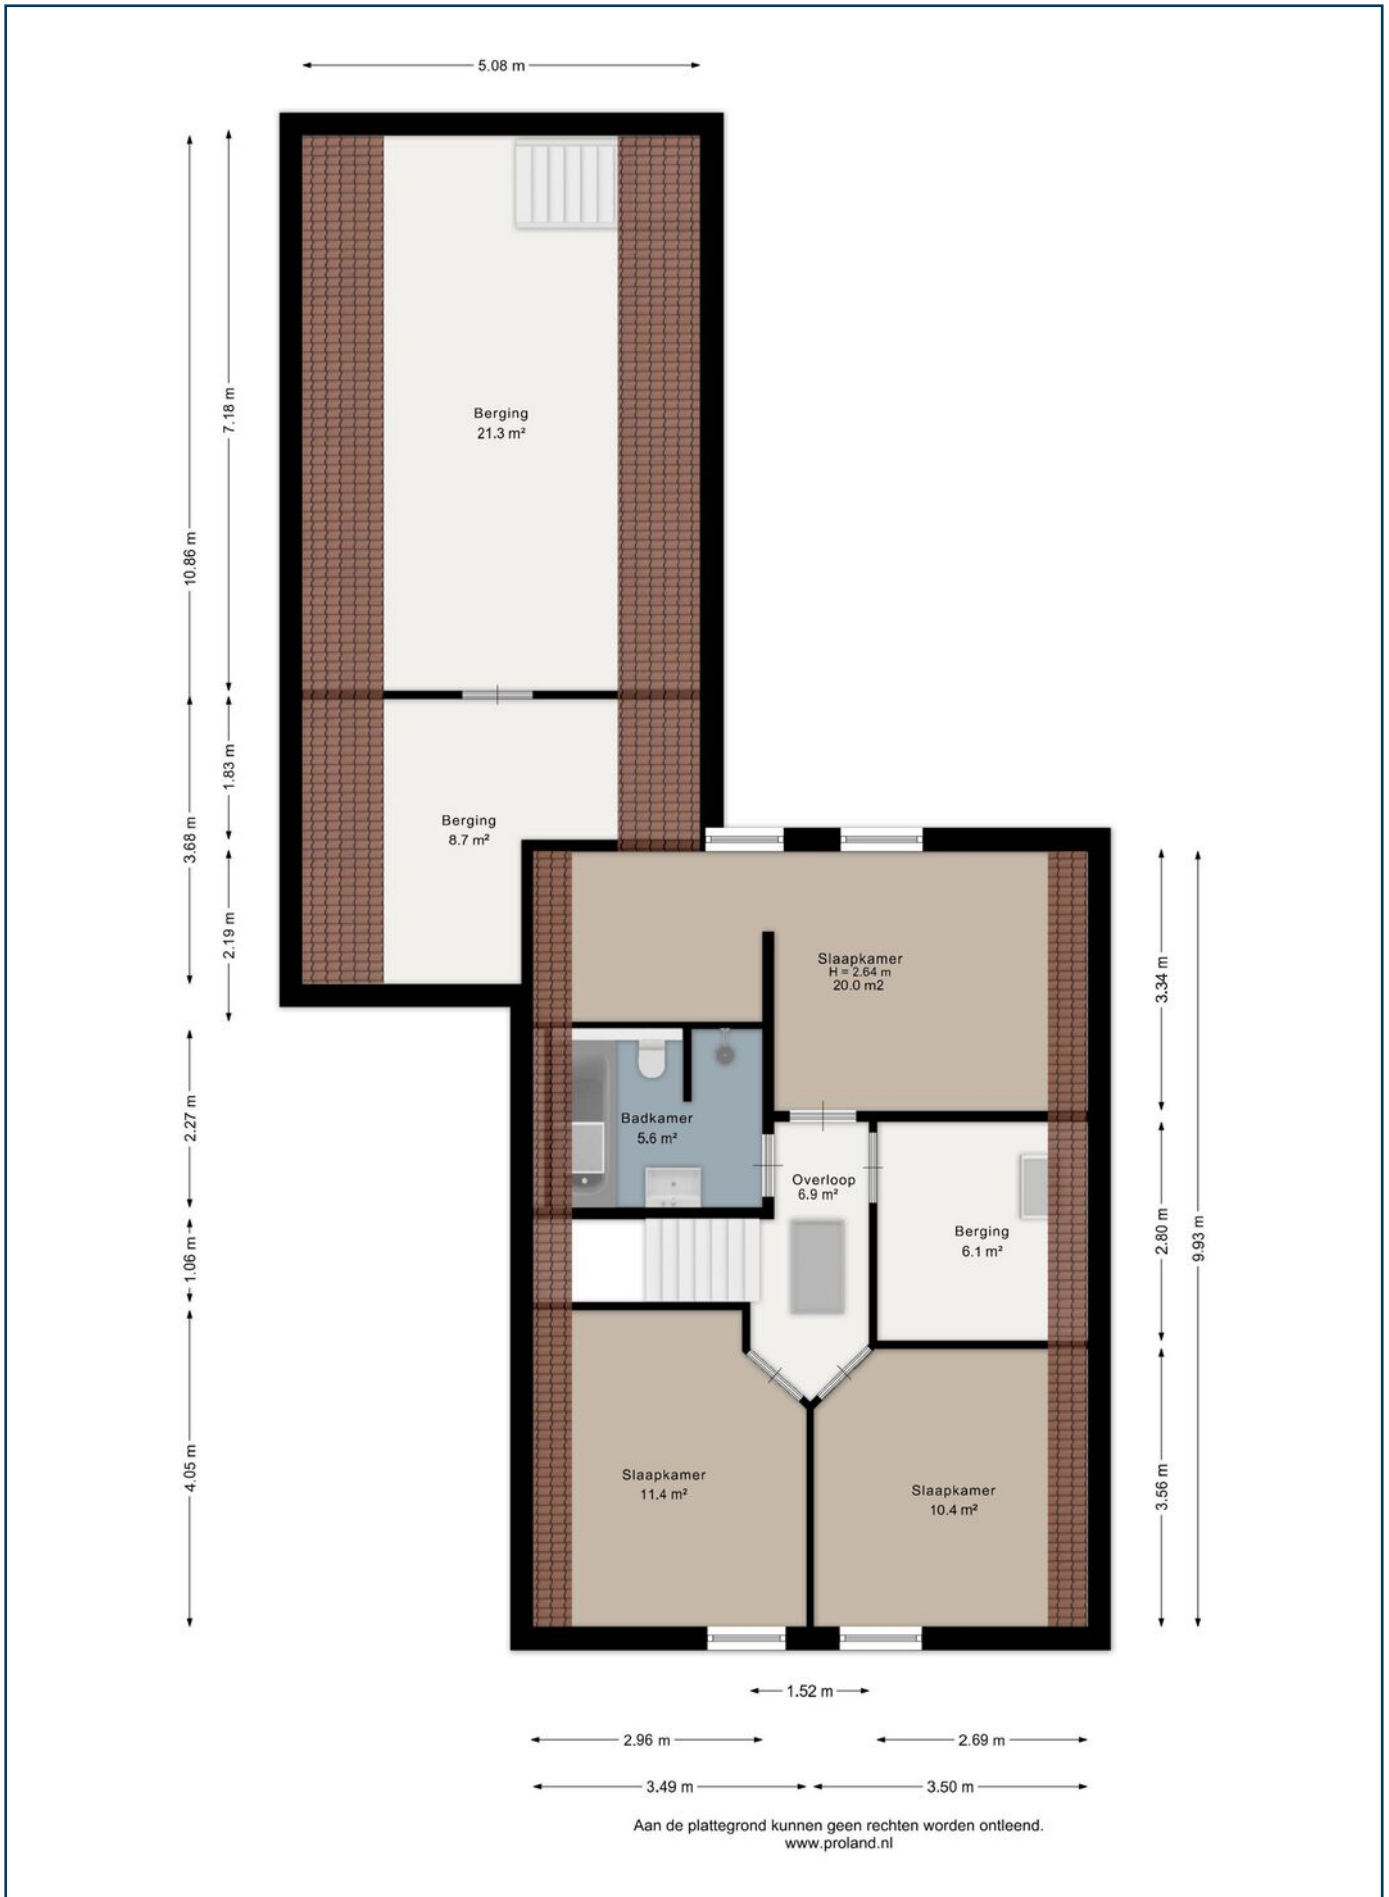 5.08 m
7.18 m
10.86 m
Berging
21.3 m²
1.83 m
3.68 m
Berging
8.7 m²
2.19 m
Slaapkamer
H = 2.64 m
20.0 m2
3.34 m
2.27 m
Badkamer
5.6 m²
Overloop
6.9 m²
Berging
6.1 m²
2.80 m
9.93 m
1.06 m
4.05 m
Slaapkamer
11.4 m²
Slaapkamer
10.4 m²
3.56 m
1.52 m
2.96 m
2.69 m
3.49 m
3.50 m
Aan de plattegrond kunnen geen rechten worden ontleend.
www.proland.nl